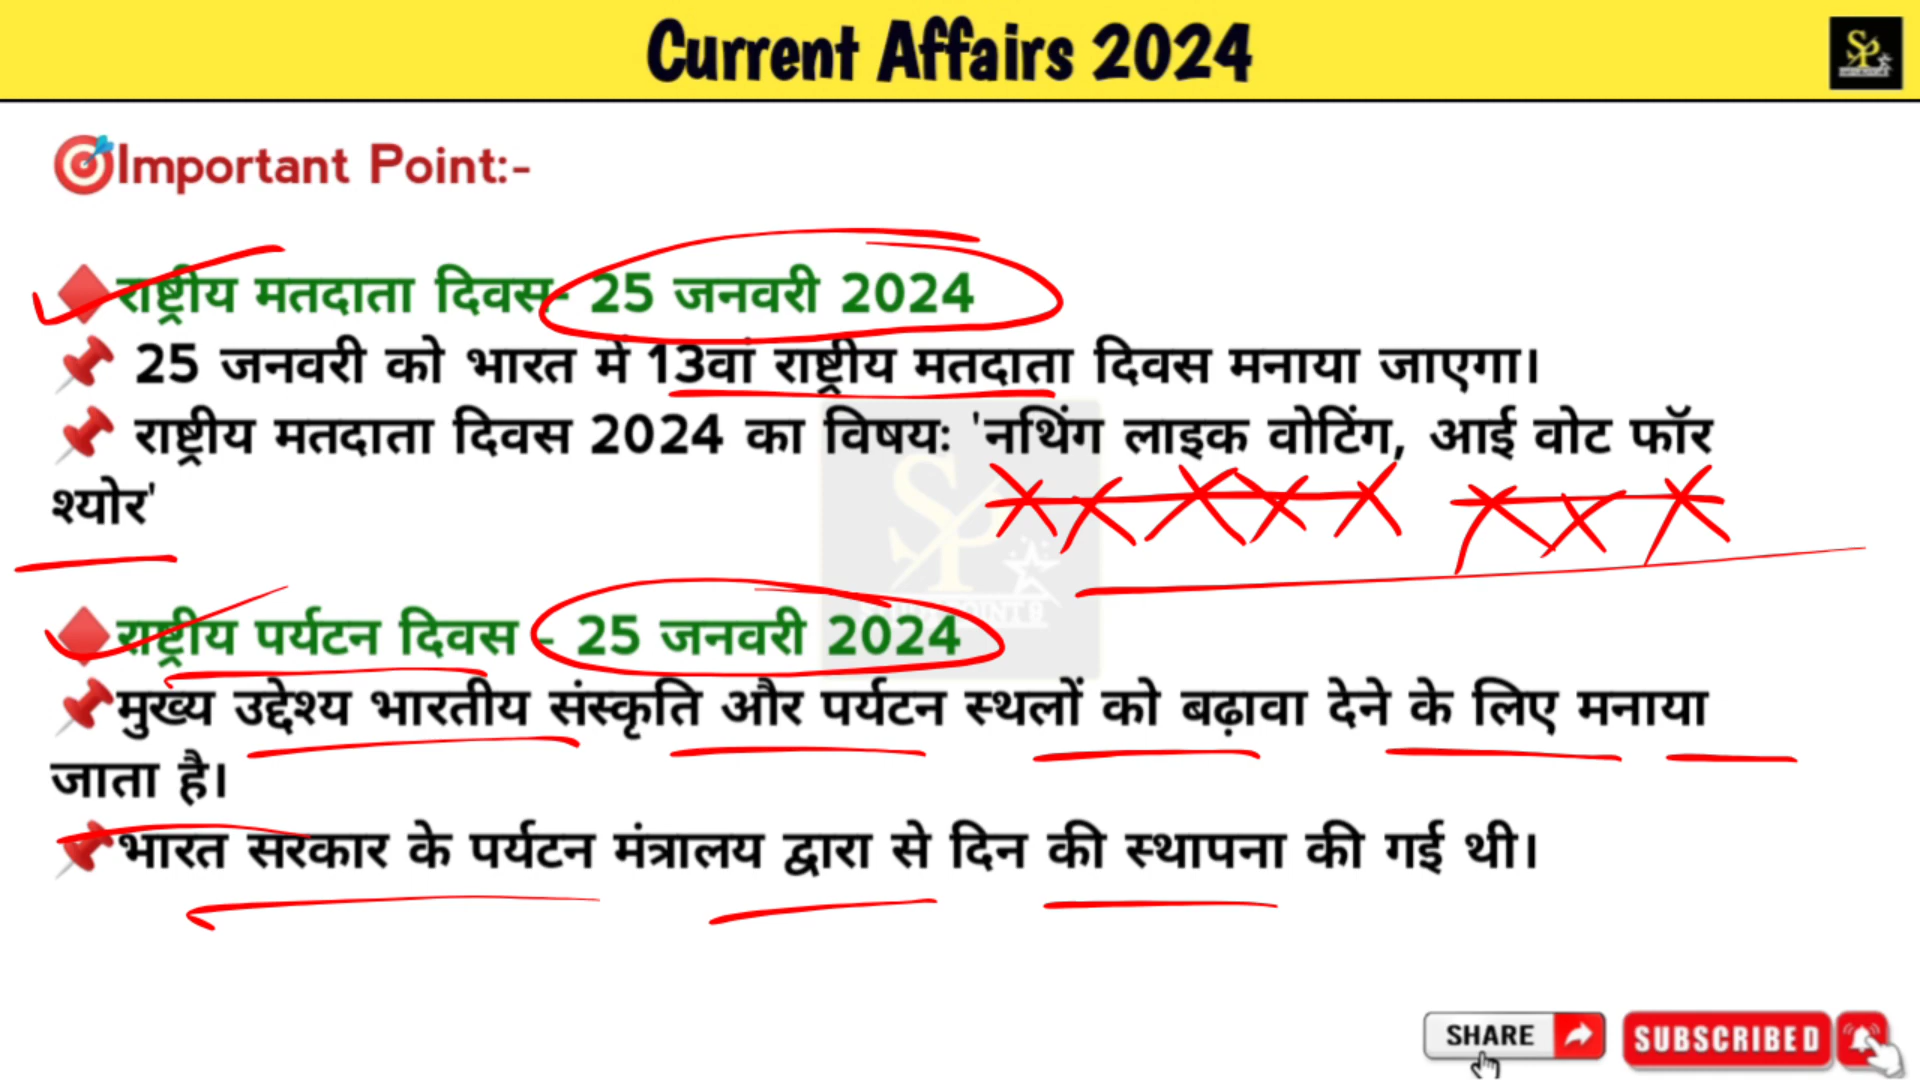 Current Affairs 2024
Important Point:-
राष्ट्रीय मतदाता दिवस- 25 जनवरी 2024
25 जनवरी को भारत में 13वां राष्ट्रीय मतदाता दिवस मनाया जाएगा।
राष्ट्रीय मतदाता दिवस 2024 का विषयः 'नथिंग लाइक वोटिंग, आई वोट फॉर
श्योर'
राष्ट्रीय पर्यटन दिवस - 25 जनवरी 2024
मुख्य उद्देश्य भारतीय संस्कृति और पर्यटन स्थलों को बढ़ावा देने के लिए मनाया
जाता है।
भारत सरकार के पर्यटन मंत्रालय द्वारा से दिन की स्थापना की गई थी।
SHARE
SUBSCRIBED